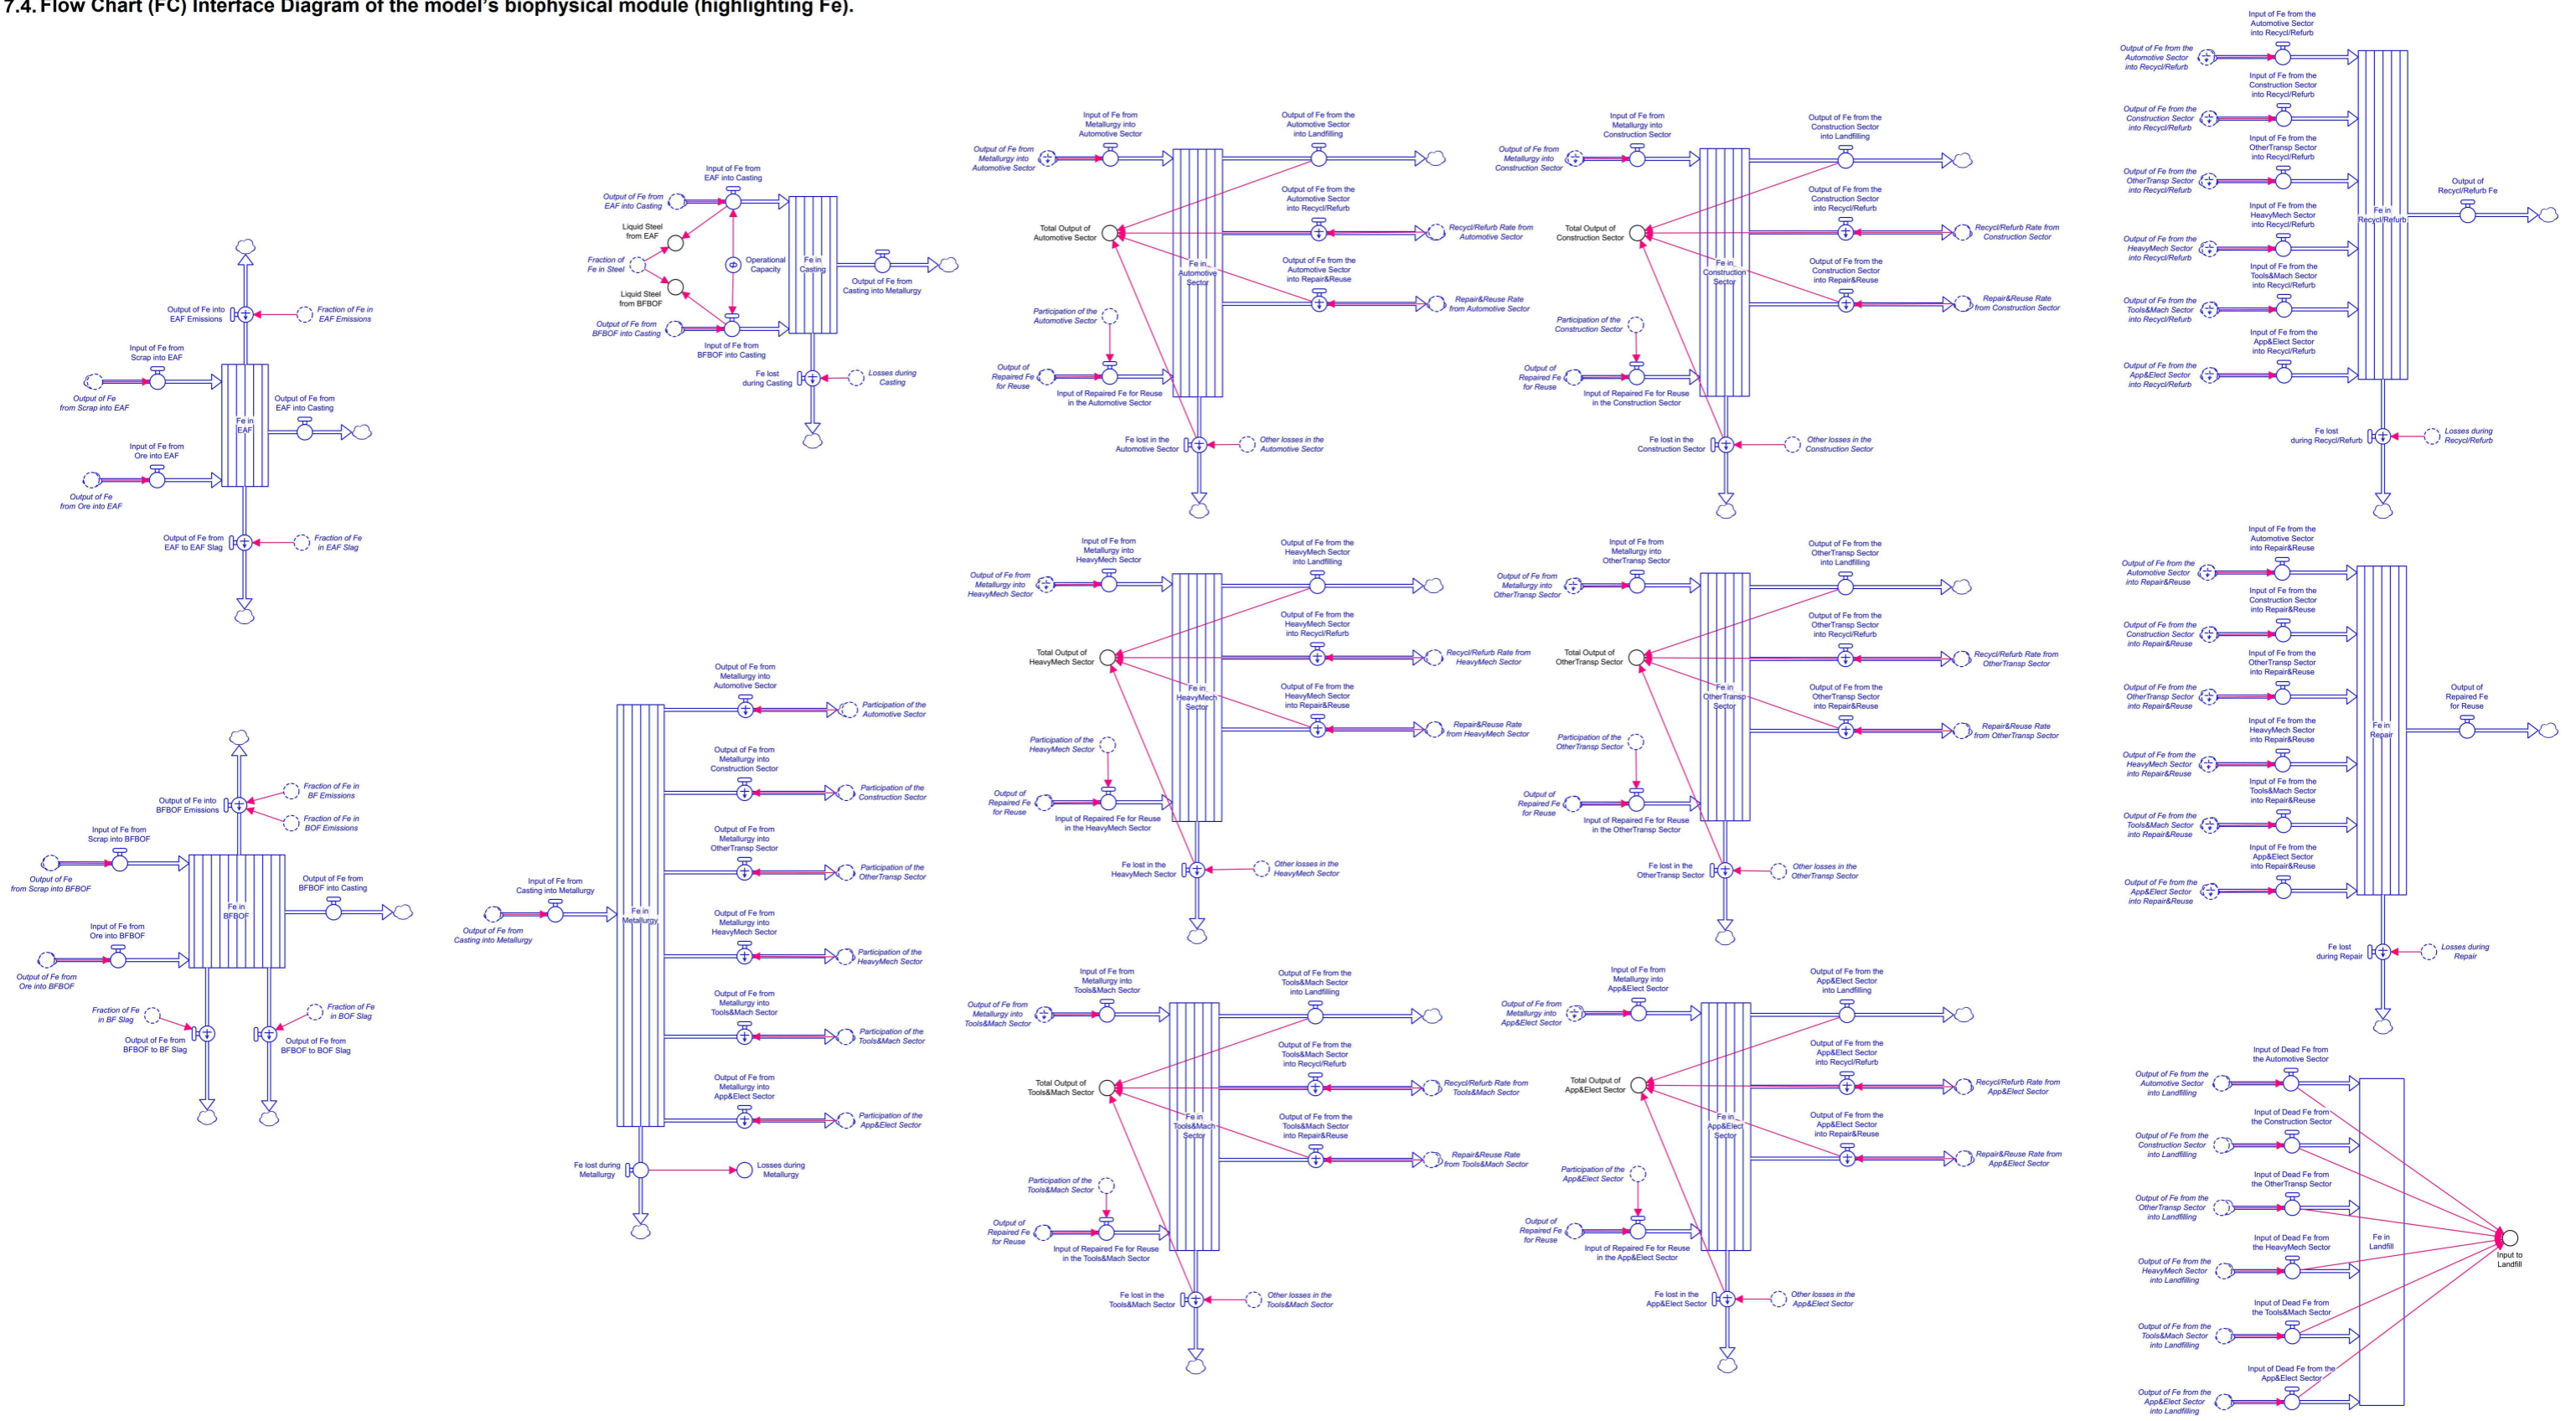 7.4. Flow Chart (FC) Interface Diagram of the model's biophysical module (highlighting Fe).
Output of Fe into
EAF Emissions
Fraction of Fe in
EAF Emissions
Input of Fe from
Scrap into EAF
Output of Fe
from Scrap into EAF
Output of Fe from
EAF into Casting
Fe in
EAF
Input of Fe from
Ore into EAF
Output of Fe
from Ore into EAF
Output of Fe from
EAF to EAF Slag
Fraction of Fe
in EAF Slag
Output of Fe into
BFBOF Emissions
Fraction of Fe in
BF Emissions
Fraction of Fe in
BOF Emissions
Input of Fe from
Scrap into BFBOF
Output of Fe
from Scrap into BFBOF
Output of Fe from
BFBOF into Casting
Fe in
BFBOF
Input of Fe from
Ore into BFBOF
Output of Fe from
Ore into BFBOF
Fraction of Fe
in BF Slag
Fraction of Fe
in BOF Slag
Output of Fe from
BFBOF to BF Slag
Output of Fe from
BFBOF to BOF Slag
Input of Fe from
EAF into Casting
Output of Fe from
EAF into Casting
Liquid Steel
from EAF
Fraction of
Fe in Steel
Operational
Capacity
Fe in
Casting
Output of Fe from
Casting into Metallurgy
Liquid Steel
from BFBOF
Output of Fe from
BFBOF into Casting
Input of Fe from
BFBOF into Casting
Fe lost
during Casting
Losses during
Casting
Output of Fe from
Metallurgy into
Automotive Sector
Participation of the
Automotive Sector
Output of Fe from
Metallurgy into
Construction Sector
Participation of the
Construction Sector
Output of Fe from
Metallurgy into
OtherTransp Sector
Participation of the
OtherTransp Sector
Input of Fe from
Casting into Metallurgy
Output of Fe from
Casting into Metallurgy
Fe in
Metallurgy
Output of Fe from
Metallurgy into
HeavyMech Sector
Participation of the
HeavyMech Sector
Output of Fe from
Metallurgy into
Tools&Mach Sector
Participation of the
Tools&Mach Sector
Output of Fe from
Metallurgy into
App&Elect Sector
Participation of the
App&Elect Sector
Fe lost during
Metallurgy
Losses during
Metallurgy
Input of Fe from
Metallurgy into
Automotive Sector
Output of Fe from the
Automotive Sector
into Landfilling
Output of Fe from
Metallurgy into
Automotive Sector
Output of Fe from the
Automotive Sector
into Recycl/Refurb
Total Output of
Automotive Sector
Recycl/Refurb Rate from
Automotive Sector
Fe in
Automotive
Sector
Output of Fe from the
Automotive Sector
into Repair&Reuse
Repair&Reuse Rate
from Automotive Sector
Participation of the
Automotive Sector
Output of
Repaired Fe
for Reuse
Input of Repaired Fe for Reuse
in the Automotive Sector
Fe lost in the
Automotive Sector
Other losses in the
Automotive Sector
Input of Fe from
Metallurgy into
Construction Sector
Output of Fe from the
Construction Sector
into Landfilling
Output of Fe from
Metallurgy into
Construction Sector
Output of Fe from the
Construction Sector
into Recycl/Refurb
Total Output of
Construction Sector
Recycl/Refurb Rate from
Construction Sector
Fe in
Construction
Sector
Output of Fe from the
Construction Sector
into Repair&Reuse
Repair&Reuse Rate
from Construction Sector
Participation of the
Construction Sector
Output of
Repaired Fe
for Reuse
Input of Repaired Fe for Reuse
in the Construction Sector
Fe lost in the
Construction Sector
Other losses in the
Construction Sector
Input of Fe from
Metallurgy into
HeavyMech Sector
Output of Fe from the
HeavyMech Sector
into Landfilling
Output of Fe from
Metallurgy into
HeavyMech Sector
Output of Fe from the
HeavyMech Sector
into Recycl/Refurb
Total Output of
HeavyMech Sector
Recycl/Refurb Rate from
HeavyMech Sector
Fe in
HeavyMech
Sector
Output of Fe from the
HeavyMech Sector
into Repair&Reuse
Repair&Reuse Rate
from HeavyMech Sector
Participation of the
HeavyMech Sector
Output of
Repaired Fe
for Reuse
Input of Repaired Fe for Reuse
in the HeavyMech Sector
Fe lost in the
HeavyMech Sector
Other losses in the
HeavyMech Sector
Input of Fe from
Metallurgy into
OtherTransp Sector
Output of Fe from the
OtherTransp Sector
into Landfilling
Output of Fe from
Metallurgy into
OtherTransp Sector
Output of Fe from the
OtherTransp Sector
into Recycl/Refurb
Total Output of
OtherTransp Sector
Recycl/Refurb Rate from
OtherTransp Sector
Fe in
OtherTransp
Sector
Output of Fe from the
OtherTransp Sector
into Repair&Reuse
Repair&Reuse Rate
from OtherTransp Sector
Participation of the
OtherTransp Sector
Output of
Repaired Fe
for Reuse
Input of Repaired Fe for Reuse
in the OtherTransp Sector
Fe lost in the
OtherTransp Sector
Other losses in the
OtherTransp Sector
Input of Fe from
Metallurgy into
Tools&Mach Sector
Output of Fe from the
Tools&Mach Sector
into Landfilling
Output of Fe from
Metallurgy into
Tools&Mach Sector
Output of Fe from the
Tools&Mach Sector
into Recycl/Refurb
Total Output of
Tools&Mach Sector
Recycl/Refurb Rate from
Tools&Mach Sector
Fe in
Tools&Mach
Sector
Output of Fe from the
Tools&Mach Sector
into Repair&Reuse
Repair&Reuse Rate
from Tools&Mach Sector
Participation of the
Tools&Mach Sector
Output of
Repaired Fe
for Reuse
Input of Repaired Fe for Reuse
in the Tools&Mach Sector
Fe lost in the
Tools&Mach Sector
Other losses in the
Tools&Mach Sector
Input of Fe from
Metallurgy into
App&Elect Sector
Output of Fe from the
App&Elect Sector
into Landfilling
Output of Fe from
Metallurgy into
App&Elect Sector
Output of Fe from the
App&Elect Sector
into Recycl/Refurb
Total Output of
App&Elect Sector
Recycl/Refurb Rate from
App&Elect Sector
Fe in
App&Elect
Sector
Output of Fe from the
App&Elect Sector
into Repair&Reuse
Repair&Reuse Rate from
App&Elect Sector
Participation of the
App&Elect Sector
Output of
Repaired Fe
for Reuse
Input of Repaired Fe for Reuse
in the App&Elect Sector
Fe lost in the
App&Elect Sector
Other losses in the
App&Elect Sector
Input of Fe from the
Automotive Sector
into Recycl/Refurb
Output of Fe from the
Automotive Sector
into Recycl/Refurb
Input of Fe from the
Construction Sector
into Recycl/Refurb
Output of Fe from the
Construction Sector
into Recycl/Refurb
Input of Fe from the
OtherTransp Sector
into Recycl/Refurb
Output of Fe from the
OtherTransp Sector
into Recycl/Refurb
Output of
Recycl/Refurb Fe
Input of Fe from the
HeavyMech Sector
into Recycl/Refurb
Fe in
Recycl/Refurb
Output of Fe from the
HeavyMech Sector
into Recycl/Refurb
Input of Fe from the
Tools&Mach Sector
into Recycl/Refurb
Output of Fe from the
Tools&Mach Sector
into Recycl/Refurb
Input of Fe from the
App&Elect Sector
into Recycl/Refurb
Output of Fe from the
App&Elect Sector
into Recycl/Refurb
Fe lost
during Recycl/Refurb
Losses during
Recycl/Refurb
Input of Fe from the
Automotive Sector
into Repair&Reuse
Output of Fe from the
Automotive Sector
into Repair&Reuse
Input of Fe from the
Construction Sector
into Repair&Reuse
Output of Fe from the
Construction Sector
into Repair&Reuse
Input of Fe from the
OtherTransp Sector
into Repair&Reuse
Output of Fe from the
OtherTransp Sector
into Repair&Reuse
Output of
Repaired Fe
for Reuse
Input of Fe from the
HeavyMech Sector
into Repair&Reuse
Fe in
Repair
Output of Fe from the
HeavyMech Sector
into Repair&Reuse
Input of Fe from the
Tools&Mach Sector
into Repair&Reuse
Output of Fe from the
Tools&Mach Sector
into Repair&Reuse
Input of Fe from the
App&Elect Sector
into Repair&Reuse
Output of Fe from the
App&Elect Sector
into Repair&Reuse
Fe lost
during Repair
Losses during
Repair
Input of Dead Fe from
the Automotive Sector
Output of Fe from the
Automotive Sector
into Landfilling
Input of Dead Fe from
the Construction Sector
Output of Fe from the
Construction Sector
into Landfilling
Input of Dead Fe from
the OtherTransp Sector
Output of Fe from the
OtherTransp Sector
into Landfilling
Input of Dead Fe from
the HeavyMech Sector
Fe in
Landfill
Input to
Landfill
Output of Fe from the
HeavyMech Sector
into Landfilling
Input of Dead Fe from
the Tools&Mach Sector
Output of Fe from the
Tools&Mach Sector
into Landfilling
Input of Dead Fe from the
App&Elect Sector
Output of Fe from the
App&Elect Sector
into Landfilling